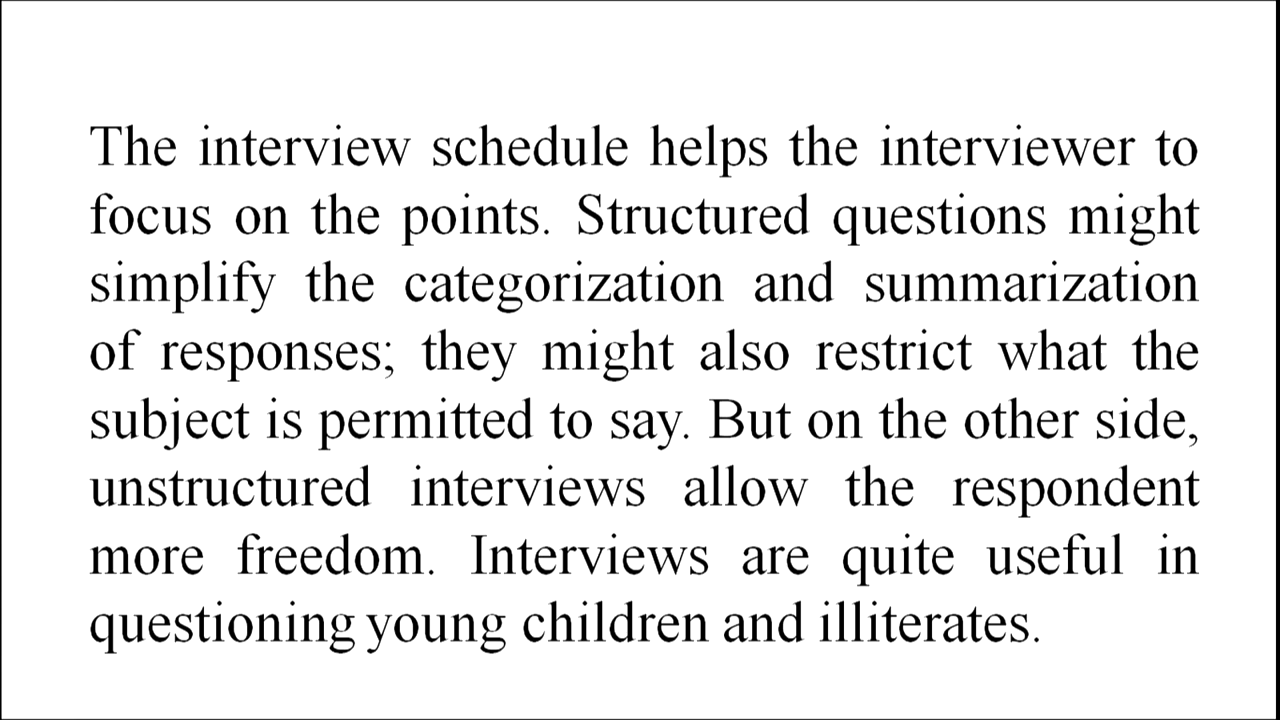 The interview schedule helps the interviewer to
focus on the points. Structured questions might
simplify the categorization and summarization
of responses; they might also restrict what the
subject is permitted to say. But on the other side,
unstructured interviews allow the respondent
more freedom. Interviews are quite useful in
questioning young children and illiterates.